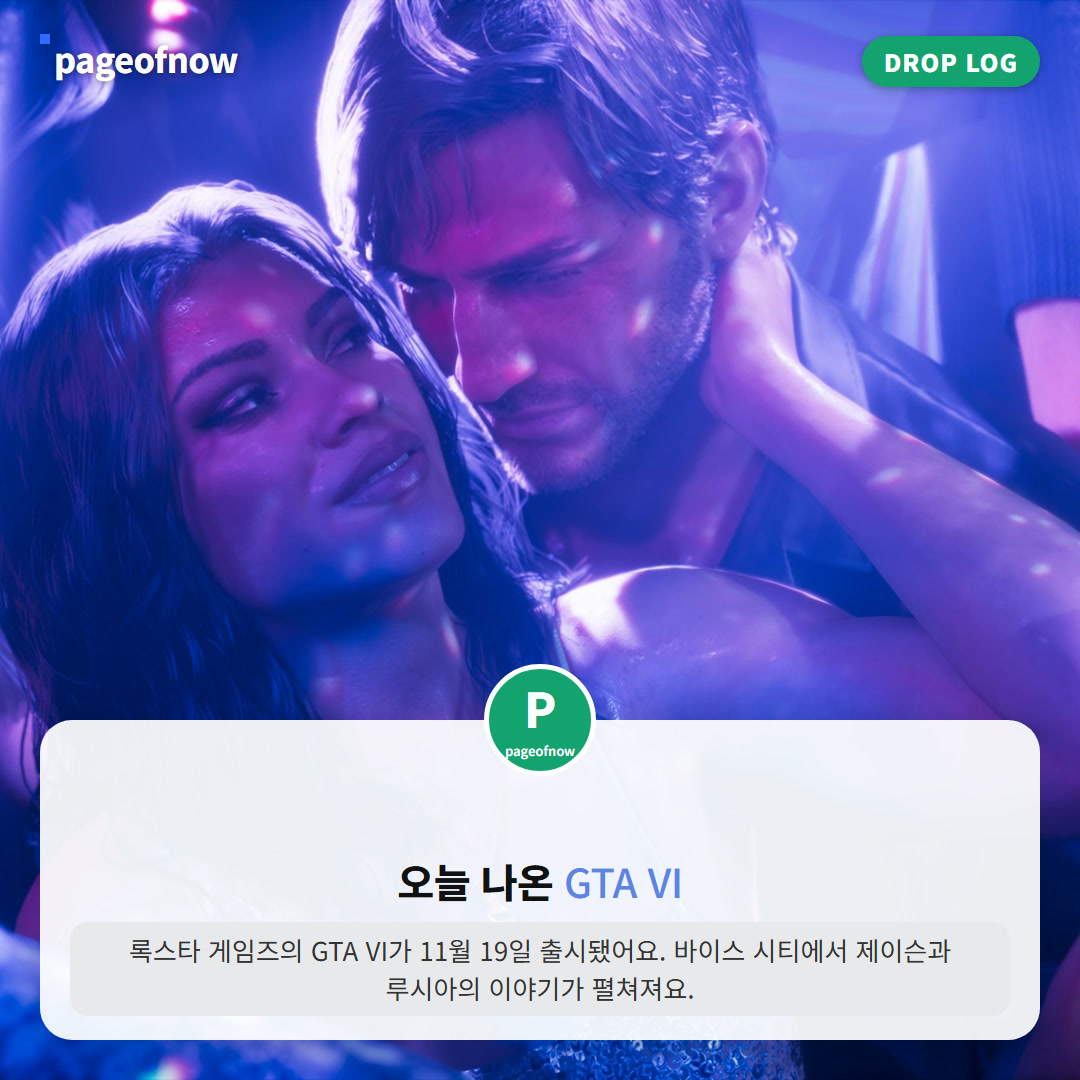 pageofnow
DROP LOG
P
pageofnow
오늘 나온 GTA VI
록스타 게임즈의 GTA VI가 11월 19일 출시됐어요. 바이스 시티에서 제이슨과
루시아의 이야기가 펼쳐져요.